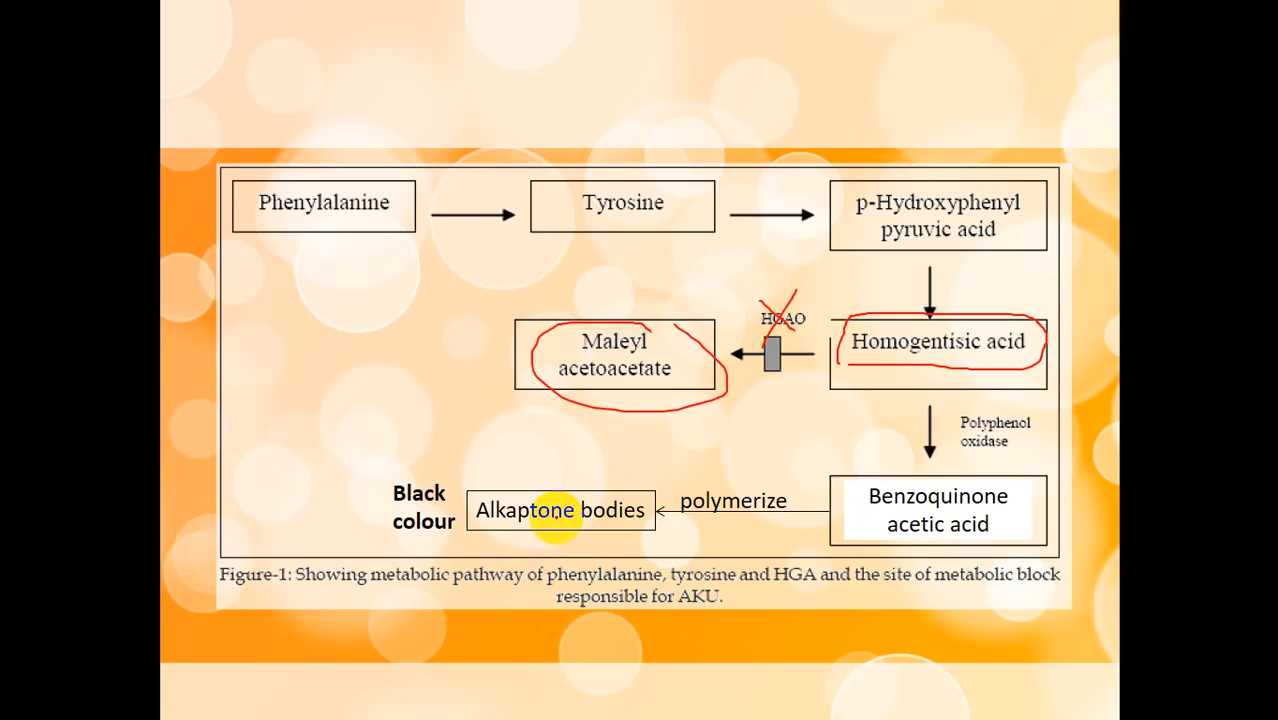 Phenylalanine
Tyrosine
p-Hydroxyphenyl
pyruvic acid
HGAO
Maleyl
acetoacetate
Homogentisic acid
Polyphenol
oxidase
Black
colour
Alkaptone bodies
polymerize
Benzoquinone
acetic acid
Figure-1: Showing metabolic pathway of phenylalanine, tyrosine and HGA and the site of metabolic block
responsible for AKU.